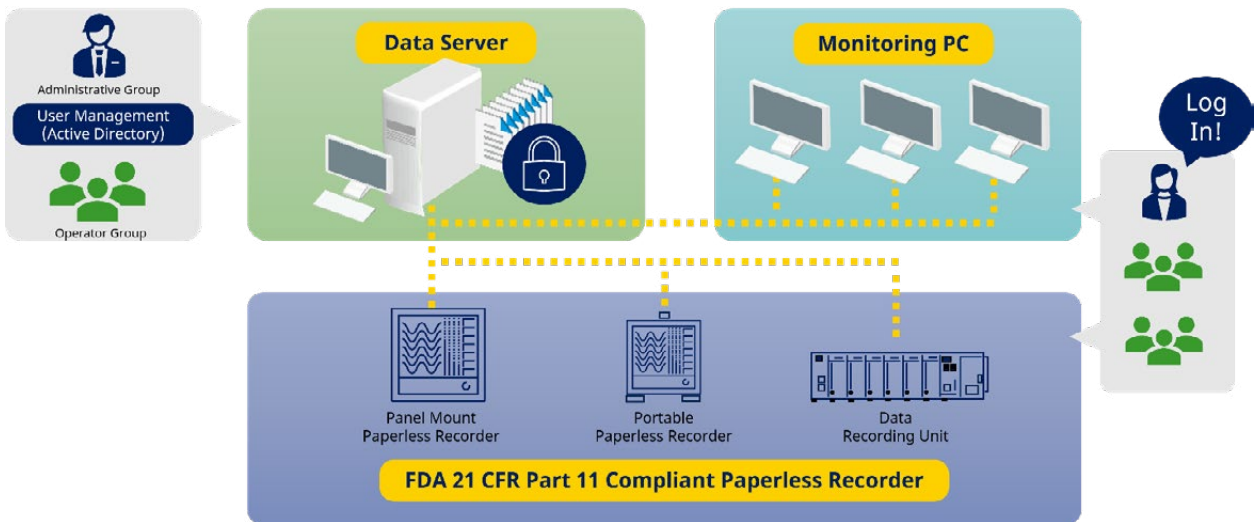 Administrative Group
User Management
(Active Directory)
Operator Group
Data Server
Monitoring PC
Log
In!
Panel Mount
Paperless Recorder
Portable
Paperless Recorder
Data
Recording Unit
FDA 21 CFR Part 11 Compliant Paperless Recorder